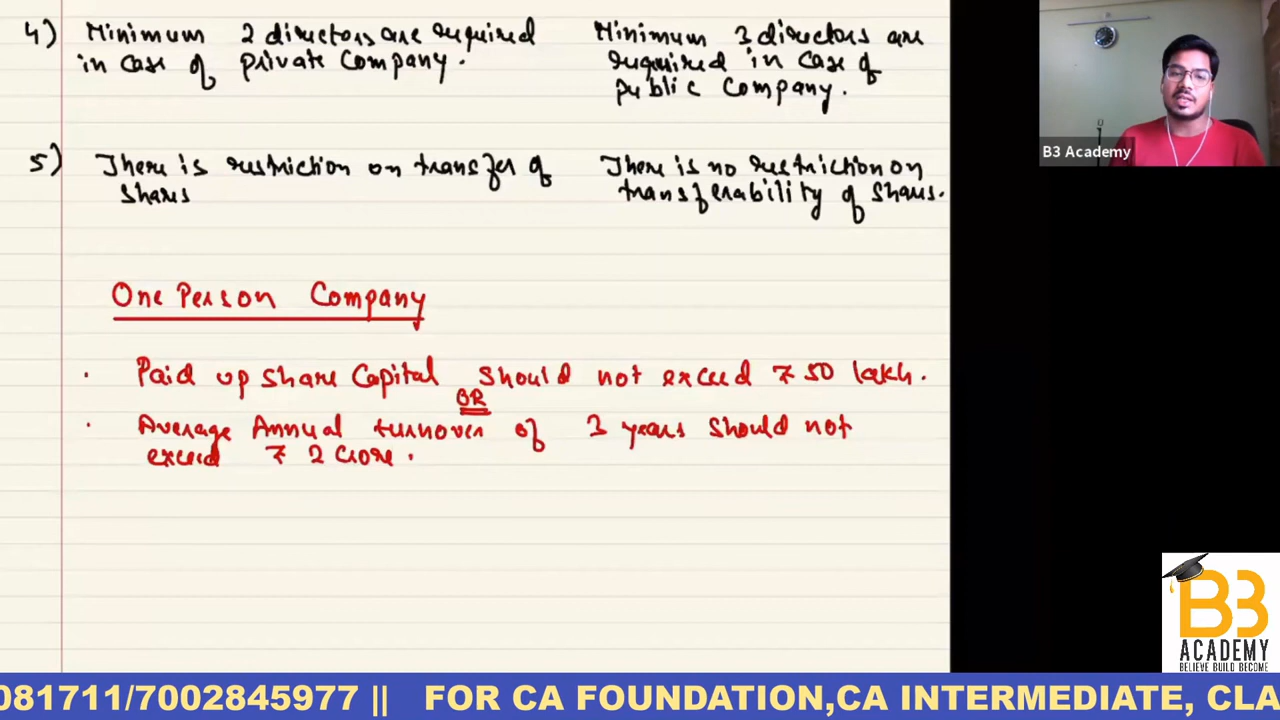 4) Minimum 2 directors are required
in case of private Company.
Minimum 3 directors are
required in case of
public Company.
5) There is restriction on transfer of
shares
There is no restriction on
transferability of shares.
One Person Company
· Paid up share Capital should not exceed ₹ 50 lakh.
OR
· Average Annual turnover of 3 years should not
exceed ₹ 2 Crore.
B3 Academy
B3
ACADEMY
BELIEVE BUILD BECOME
081711/7002845977 || FOR CA FOUNDATION,CA INTERMEDIATE, CLA